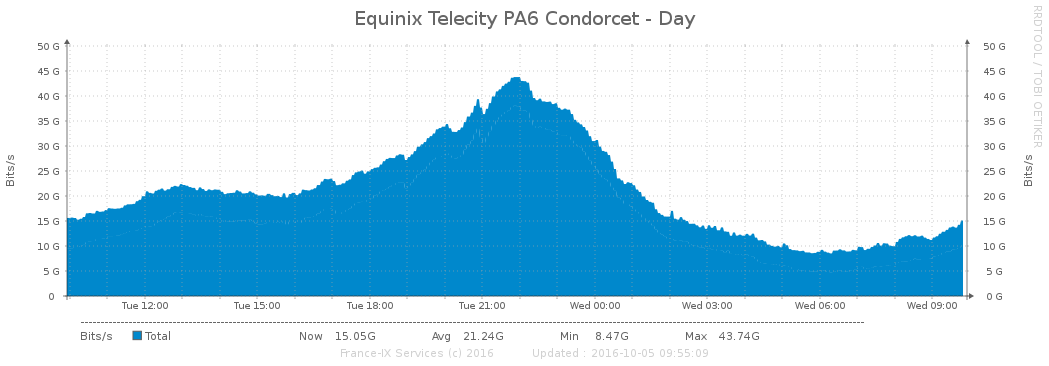 Equinix Telecity PA6 Condorcet - Day
RRDTOOL / TOBI OETIKER
Bits/s
Bits/s
50 G 50 G
45 G 45 G
40 G 40 G
35 G 35 G
30 G 30 G
25 G 25 G
20 G 20 G
15 G 15 G
10 G 10 G
5 G 5 G
0 0 G
Tue 12:00 Tue 15:00 Tue 18:00 Tue 21:00 Wed 00:00 Wed 03:00 Wed 06:00 Wed 09:00
Bits/s Total Now 15.05G Avg 21.24G Min 8.47G Max 43.74G
France-IX Services (c) 2016 Updated : 2016-10-05 09:55:09